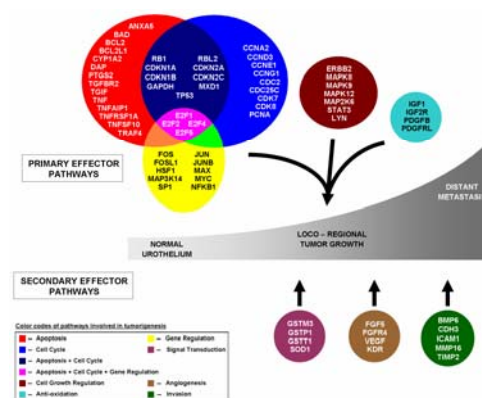 ANXA5
BAD
BCL2
BCL2L1
CYP1A2
DAP
PTGS2
TGFBR2
TGIF
TNF
TNFAIP1
TNFRSF1A
TNFSF10
TRAF4
RB1
CDKN1A
CDKN1B
GAPDH
RBL2
CDKN2A
CDKN2C
MXD1
TP53
CCNA2
CCND3
CCNE1
CCNG1
CDC2
CDC25C
CDK7
CDK8
PCNA
E2F1
E2F2 E2F4
E2F5
FOS
FOSL1
HSF1
MAP3K14
SP1
JUN
JUNB
MAX
MYC
NFKB1
ERBB2
MAPK8
MAPK9
MAPK12
MAP2K6
STAT3
LYN
IGF1
IGF2R
PDGFB
PDGFRL
PRIMARY EFFECTOR
PATHWAYS
DISTANT
METASTASIS
NORMAL
UROTHELIUM
LOCO – REGIONAL
TUMOR GROWTH
SECONDARY EFFECTOR
PATHWAYS
GSTM3
GSTP1
GSTT1
SOD1
FGF5
FGFR4
VEGF
KDR
BMP6
CDH3
ICAM1
MMP16
TIMP2
Color codes of pathways involved in tumorigenesis
– Apoptosis
– Cell Cycle
– Apoptosis + Cell Cycle
– Apoptosis + Cell Cycle + Gene Regulation
– Cell Growth Regulation
– Anti-oxidation
– Gene Regulation
– Signal Transduction
– Angiogenesis
– Invasion